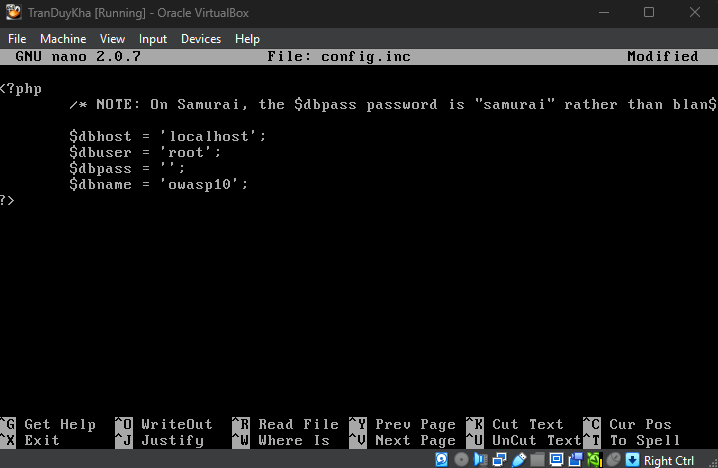 TranDuyKha [Running] - Oracle VirtualBox
File Machine View Input Devices Help
GNU nano 2.0.7 File: config.inc Modified
<?php
/* NOTE: On Samurai, the $dbpass password is "samurai" rather than blan$
$dbhost = 'localhost';
$dbuser = 'root';
$dbpass = '';
$dbname = 'owasp10';
?>
^G Get Help ^O WriteOut ^R Read File ^Y Prev Page ^K Cut Text ^C Cur Pos
^X Exit ^J Justify ^W Where Is ^V Next Page ^U UnCut Text ^T To Spell
Right Ctrl